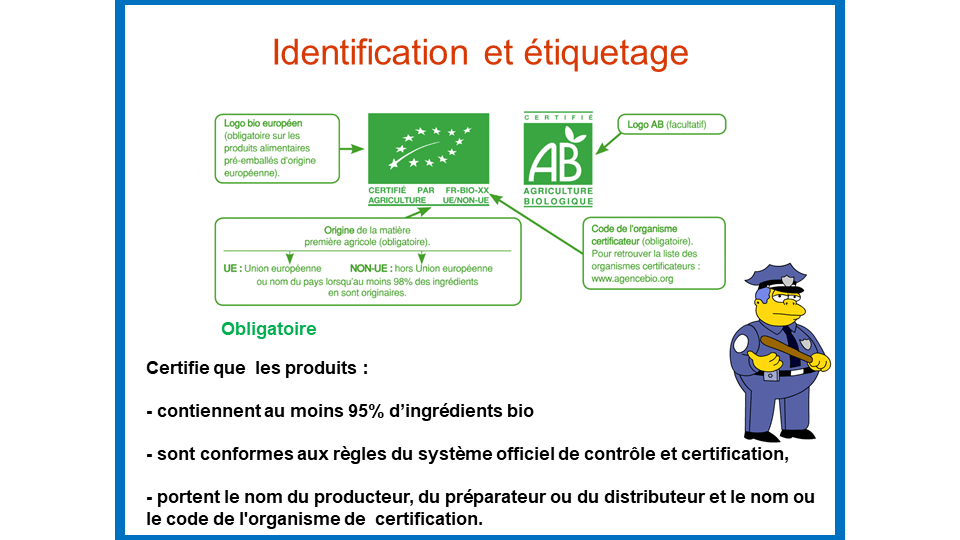 Identification et étiquetage
Logo bio européen
(obligatoire sur les
produits alimentaires
pré-emballés d'origine
européenne).
CERTIFIÉ PAR FR-BIO-XX
AGRICULTURE UE/NON-UE
CERTIFIÉ
AB
AGRICULTURE
BIOLOGIQUE
Logo AB (facultatif)
Origine de la matière
première agricole (obligatoire).
UE : Union européenne NON-UE : hors Union européenne
ou nom du pays lorsqu'au moins 98% des ingrédients
en sont originaires.
Code de l'organisme
certificateur (obligatoire).
Pour retrouver la liste des
organismes certificateurs :
www.agencebio.org
Obligatoire
Certifie que les produits :
- contiennent au moins 95% d’ingrédients bio
- sont conformes aux règles du système officiel de contrôle et certification,
- portent le nom du producteur, du préparateur ou du distributeur et le nom ou
le code de l'organisme de certification.